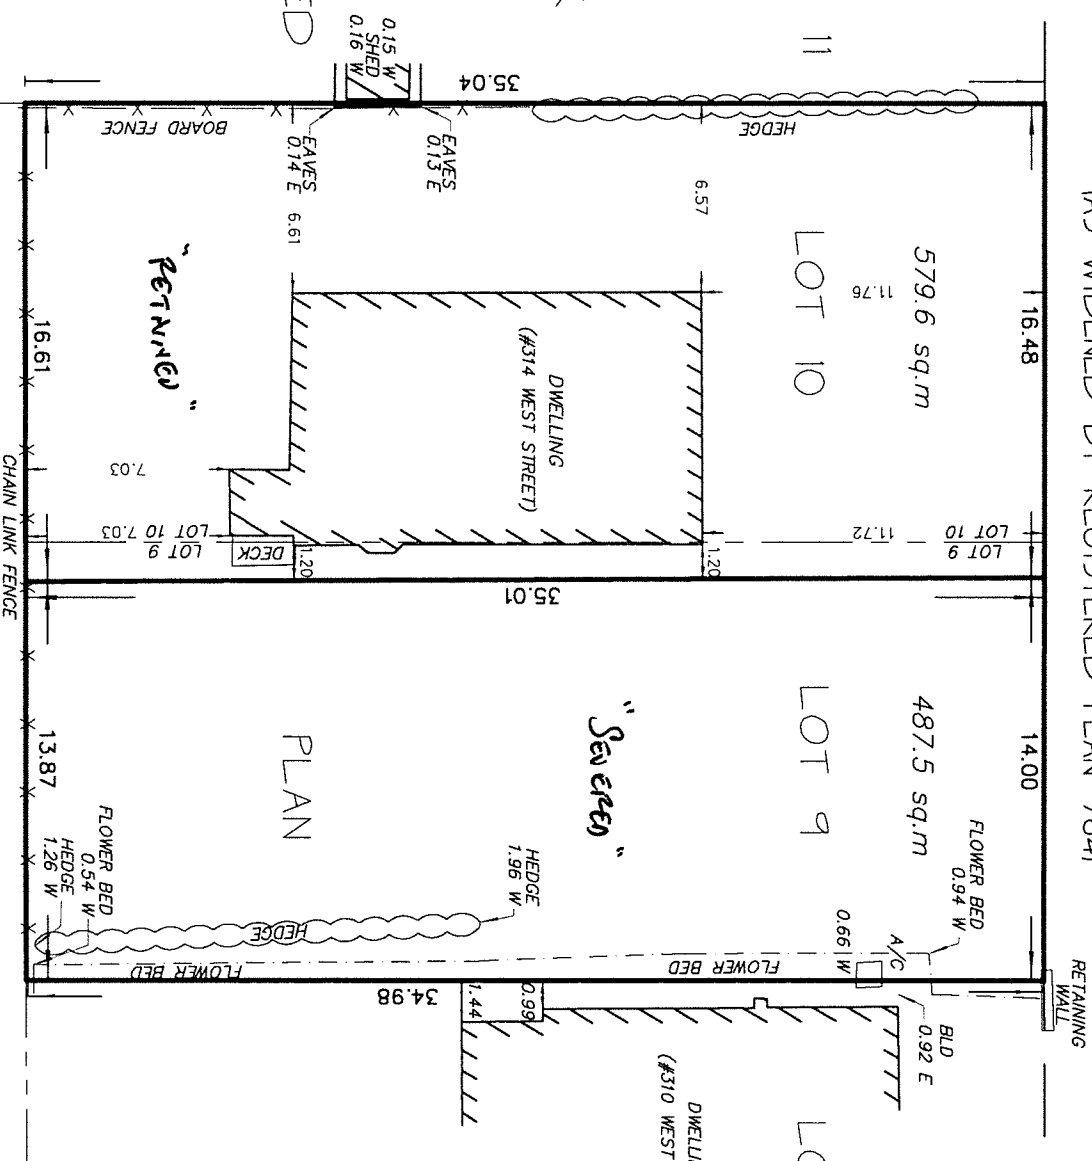 (AS WIDENED BY REGISTERED PLAN 764)
11
35.04
0.15 W
SHED
0.16 W
BOARD FENCE
HEDGE
EAVES
0.14 E
EAVES
0.13 E
6.61
6.57
LOT 10
579.6 sq.m
11.76
16.48
"RETAINED"
16.61
DWELLING
(#314 WEST STREET)
7.03
7.03
LOT 10
LOT 9
DECK
1.20
1.20
11.72
LOT 10
LOT 9
CHAIN LINK FENCE
35.01
"SEVERED"
LOT 9
487.5 sq.m
14.00
13.87
PLAN
FLOWER BED
0.54 W
HEDGE
1.26 W
HEDGE
1.96 W
HEDGE
FLOWER BED
FLOWER BED
0.66 W
A/C
FLOWER BED
0.94 W
34.98
1.44
0.99
BLD
0.92 E
RETAINING
WALL
(#310 WEST